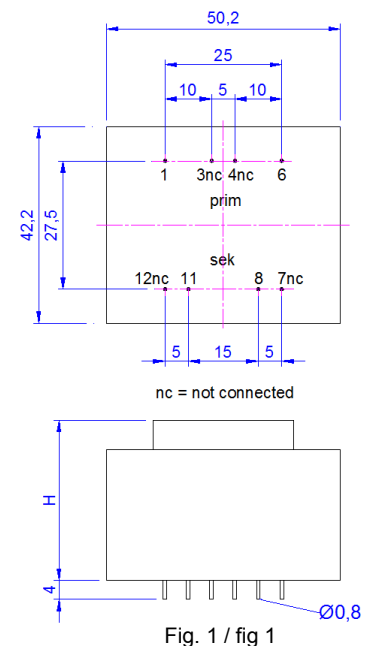 50,2
25
10 5 10
1 3nc 4nc 6
prim
42,2
27,5
sek
12nc 11 8 7nc
5 15 5
nc = not connected
H
4
Ø0,8
Fig. 1 / fig 1